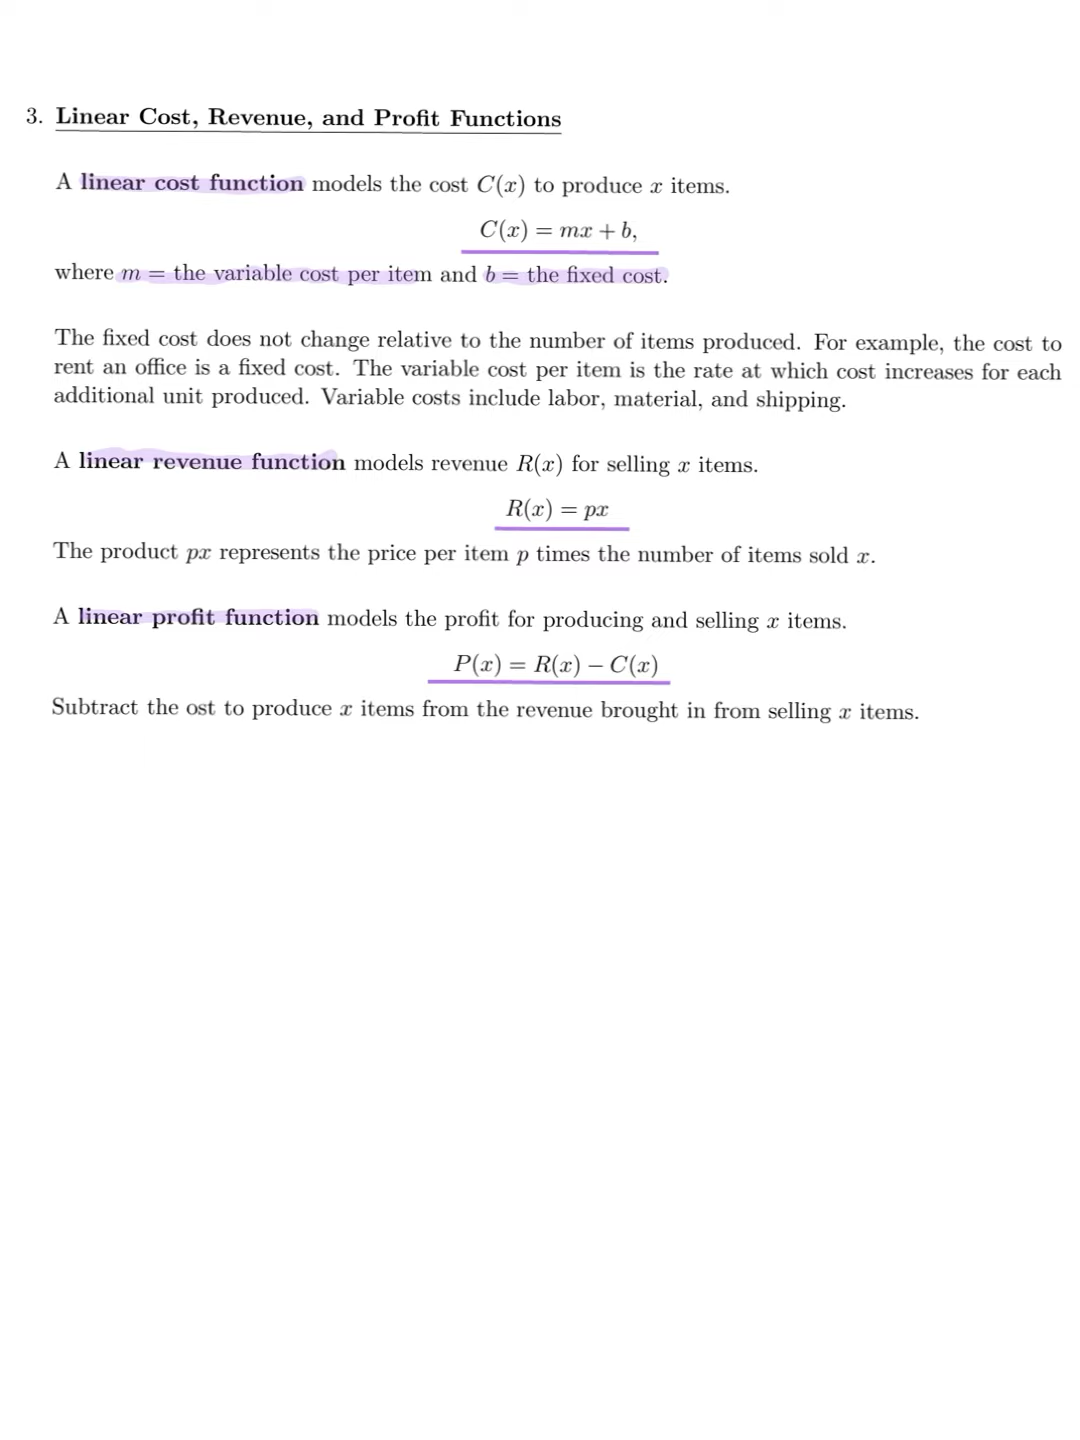 3. Linear Cost, Revenue, and Profit Functions
A linear cost function models the cost C(x) to produce x items.
C(x) = mx + b,
where m = the variable cost per item and b = the fixed cost.
The fixed cost does not change relative to the number of items produced. For example, the cost to
rent an office is a fixed cost. The variable cost per item is the rate at which cost increases for each
additional unit produced. Variable costs include labor, material, and shipping.
A linear revenue function models revenue R(x) for selling x items.
R(x) = px
The product px represents the price per item p times the number of items sold x.
A linear profit function models the profit for producing and selling x items.
P(x) = R(x) − C(x)
Subtract the ost to produce x items from the revenue brought in from selling x items.